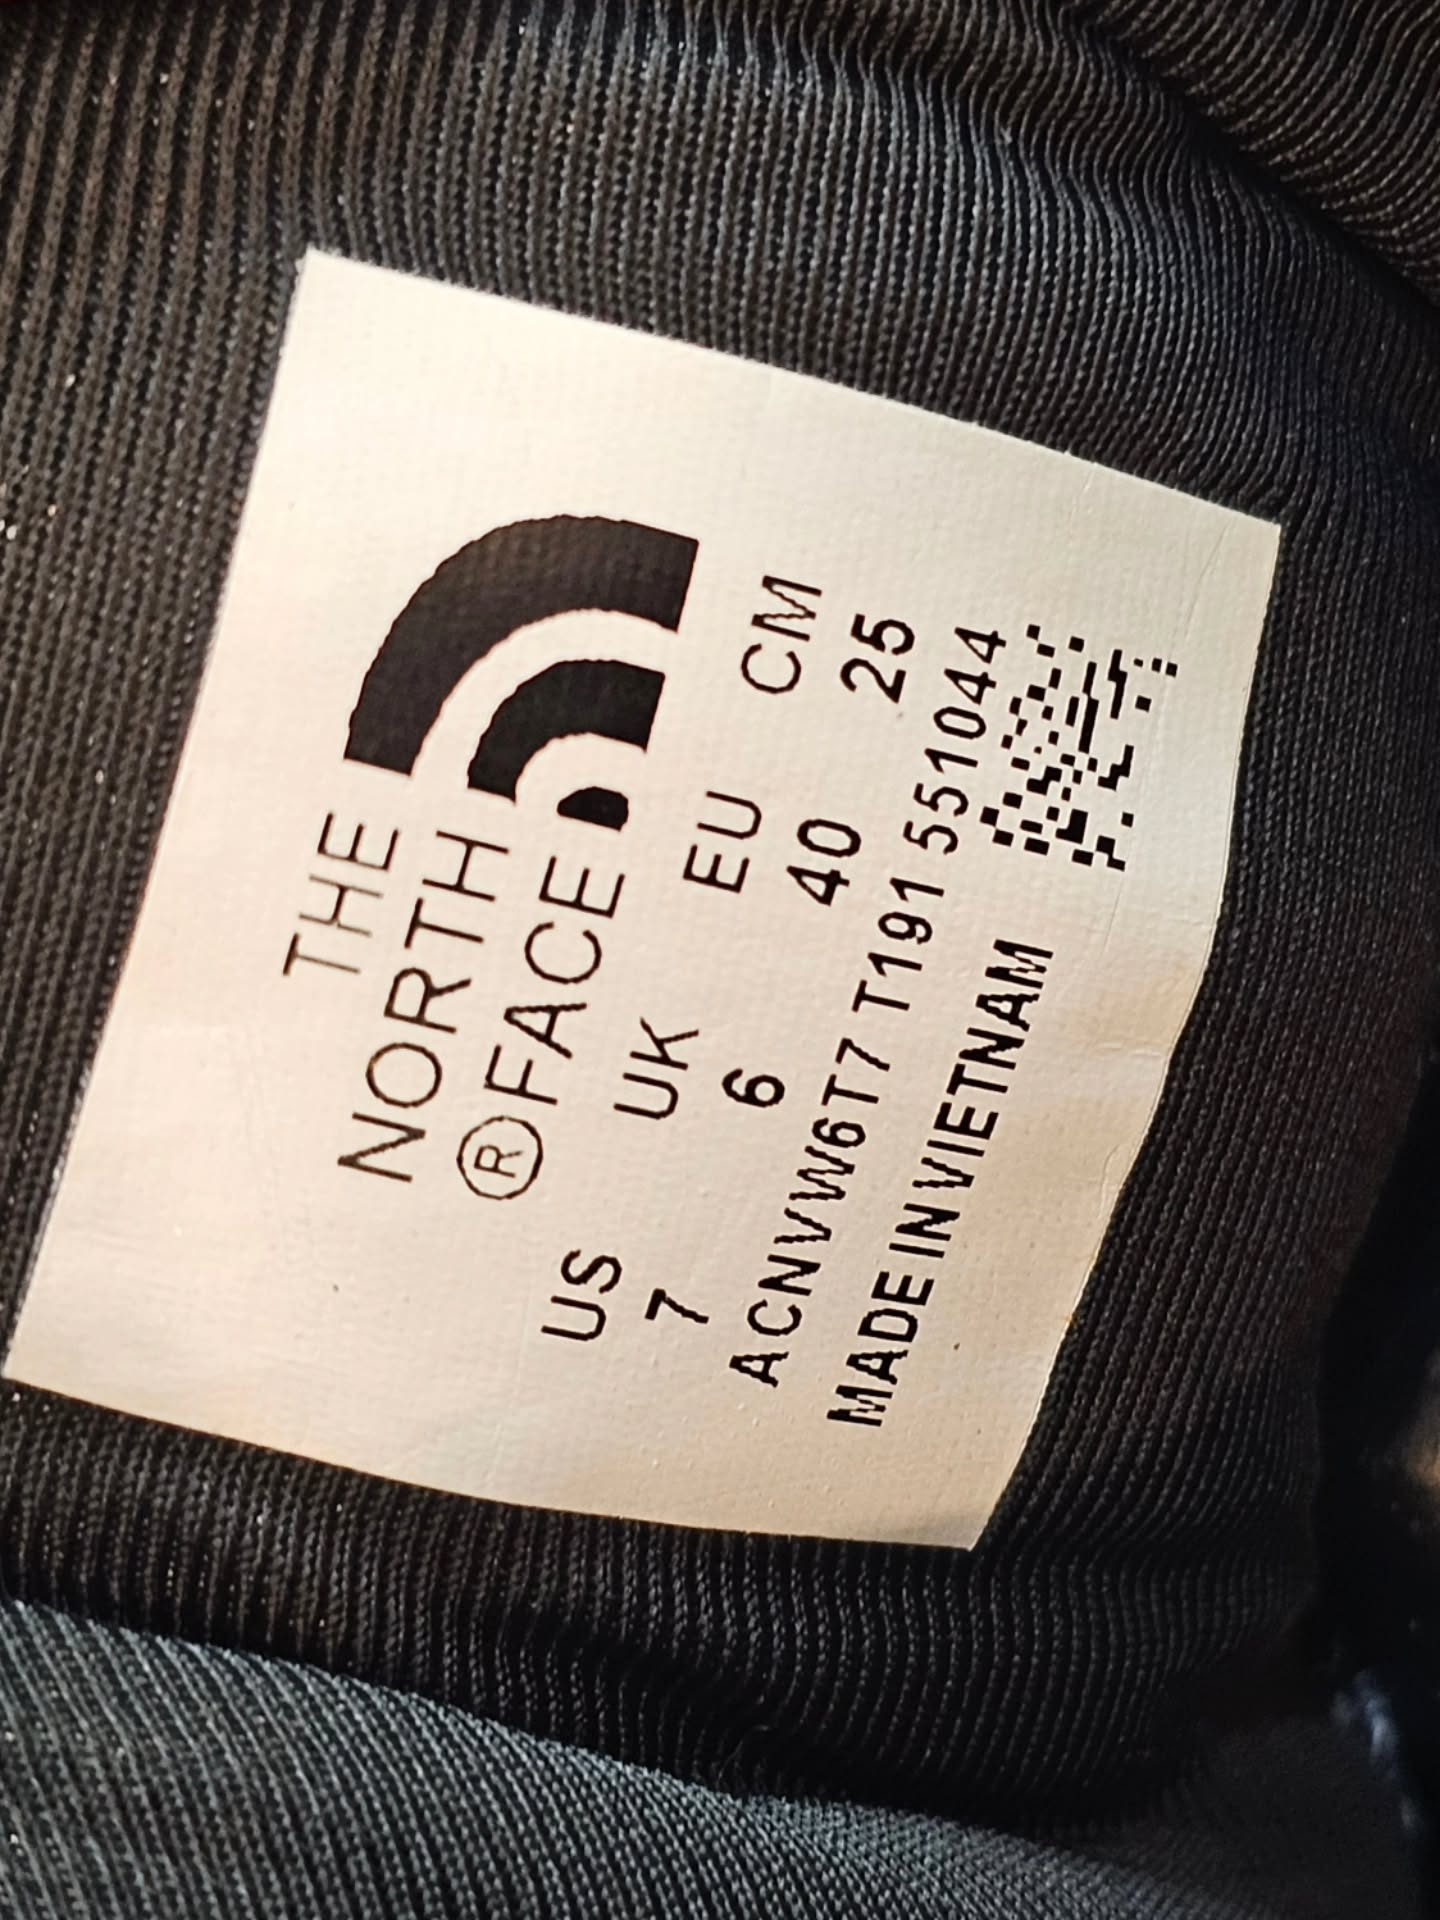 THE
NORTH
®FACE
US UK EU CM
7 6 40 25
ACNVW6T7 T191 551044
MADE IN VIETNAM